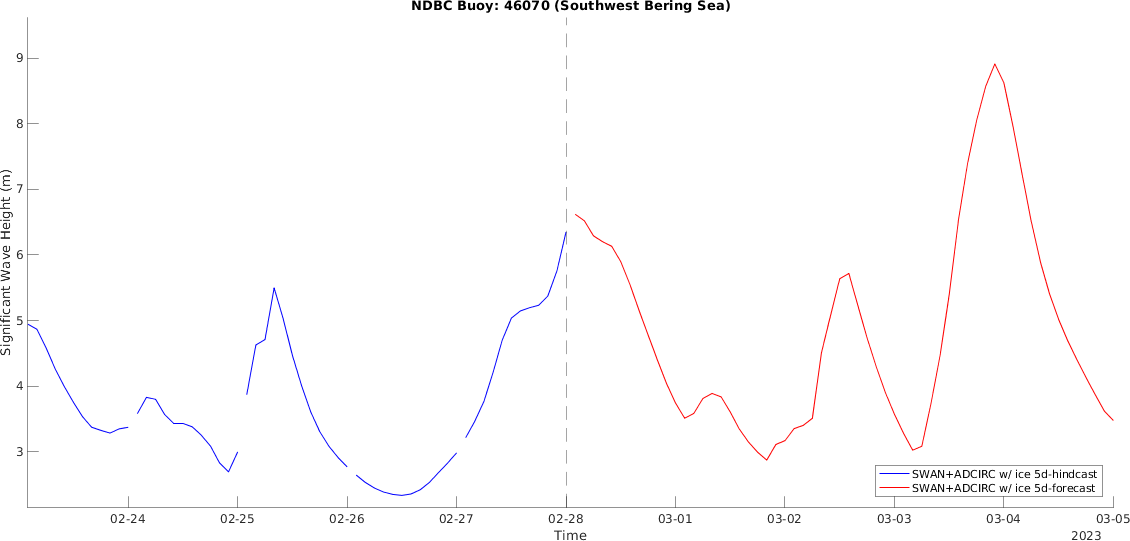 NDBC Buoy: 46070 (Southwest Bering Sea)
Significant Wave Height (m)
9
8
7
6
5
4
3
SWAN+ADCIRC w/ ice 5d-hindcast
SWAN+ADCIRC w/ ice 5d-forecast
02-24 02-25 02-26 02-27 02-28 03-01 03-02 03-03 03-04 03-05
Time
2023